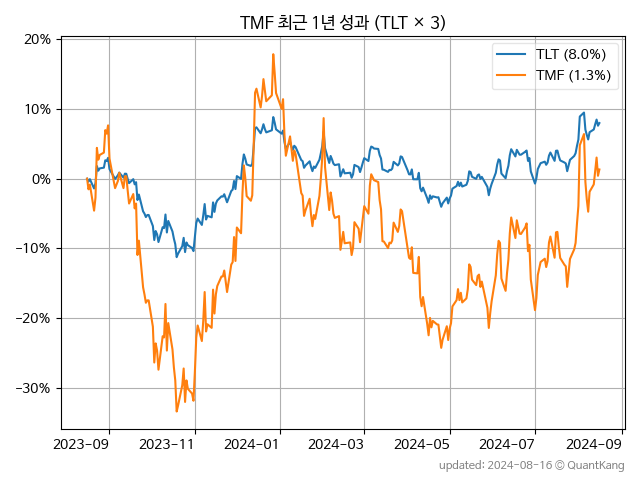 TMF 최근 1년 성과 (TLT × 3)
TLT (8.0%)
TMF (1.3%)
20%
10%
0%
−10%
−20%
−30%
2023-09 2023-11 2024-01 2024-03 2024-05 2024-07 2024-09
updated: 2024-08-16 © QuantKang